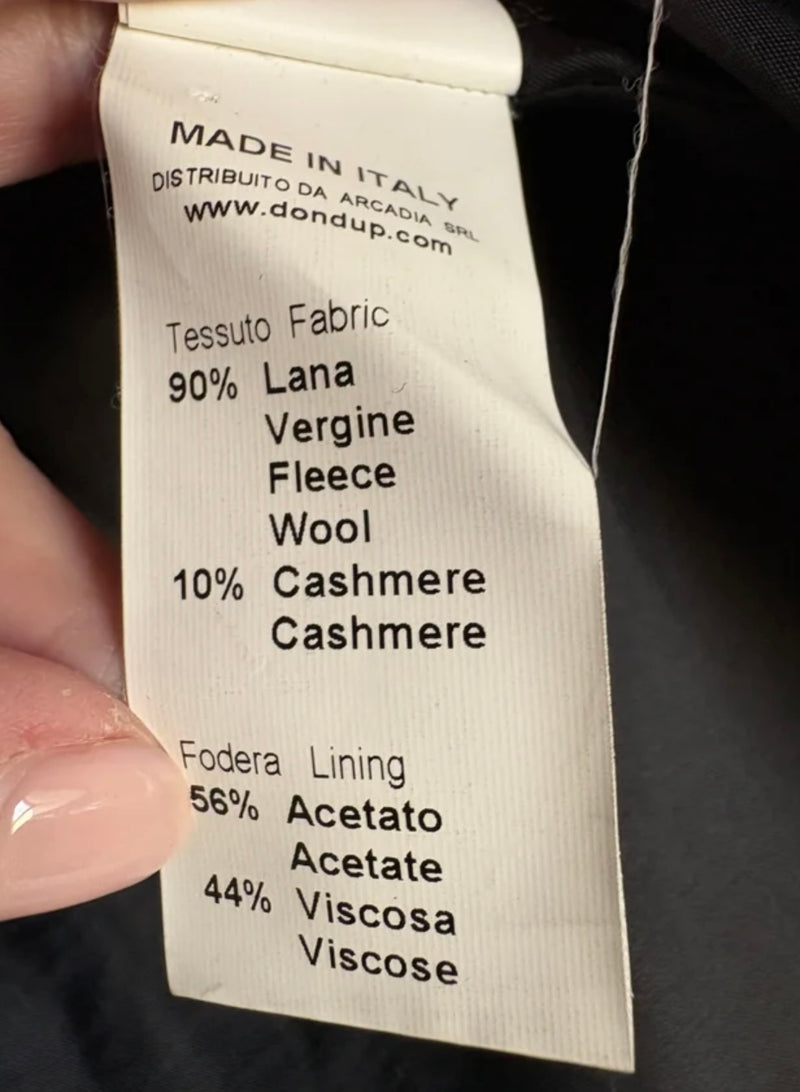 MADE IN ITALY
DISTRIBUITO DA ARCADIA SRL
www.dondup.com
Tessuto Fabric
90% Lana
Vergine
Fleece
Wool
10% Cashmere
Cashmere
Fodera Lining
56% Acetato
Acetate
44% Viscosa
Viscose